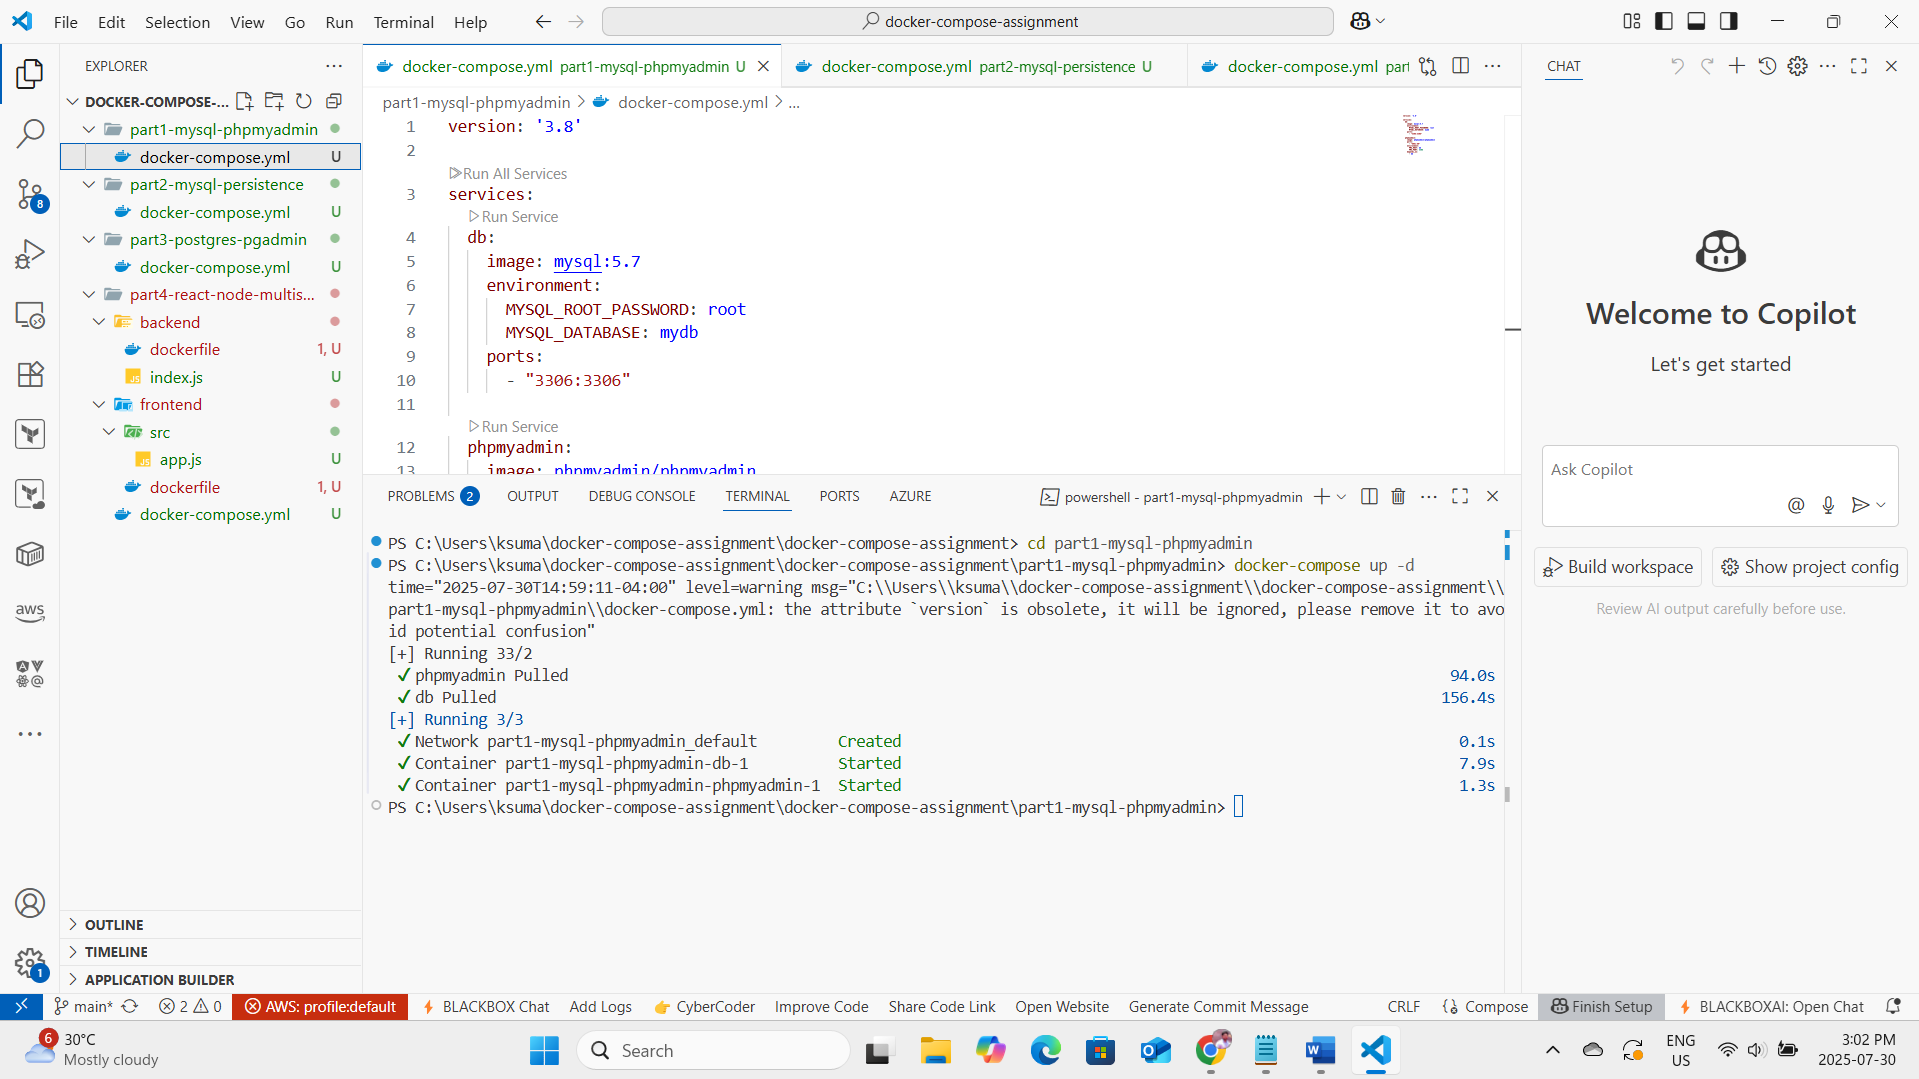 File Edit Selection View Go Run Terminal Help
docker-compose-assignment
EXPLORER
DOCKER-COMPOSE-...
part1-mysql-phpmyadmin
docker-compose.yml U
part2-mysql-persistence
docker-compose.yml U
part3-postgres-pgadmin
docker-compose.yml U
part4-react-node-multis...
backend
dockerfile 1, U
index.js U
frontend
src
app.js U
dockerfile 1, U
docker-compose.yml U
OUTLINE
TIMELINE
APPLICATION BUILDER
8
aws
1
docker-compose.yml part1-mysql-phpmyadmin U
docker-compose.yml part2-mysql-persistence U
docker-compose.yml part
part1-mysql-phpmyadmin > docker-compose.yml > ...
1 version: '3.8'
2
Run All Services
3 services:
Run Service
4 db:
5 image: mysql:5.7
6 environment:
7 MYSQL_ROOT_PASSWORD: root
8 MYSQL_DATABASE: mydb
9 ports:
10 - "3306:3306"
11
Run Service
12 phpmyadmin:
13 image: phpmyadmin/phpmyadmin
PROBLEMS 2 OUTPUT DEBUG CONSOLE TERMINAL PORTS AZURE
powershell - part1-mysql-phpmyadmin
PS C:\Users\ksuma\docker-compose-assignment\docker-compose-assignment> cd part1-mysql-phpmyadmin
PS C:\Users\ksuma\docker-compose-assignment\docker-compose-assignment\part1-mysql-phpmyadmin> docker-compose up -d
time="2025-07-30T14:59:11-04:00" level=warning msg="C:\\Users\\ksuma\\docker-compose-assignment\\docker-compose-assignment\\
part1-mysql-phpmyadmin\\docker-compose.yml: the attribute `version` is obsolete, it will be ignored, please remove it to avo
id potential confusion"
[+] Running 33/2
✔ phpmyadmin Pulled 94.0s
✔ db Pulled 156.4s
[+] Running 3/3
✔ Network part1-mysql-phpmyadmin_default Created 0.1s
✔ Container part1-mysql-phpmyadmin-db-1 Started 7.9s
✔ Container part1-mysql-phpmyadmin-phpmyadmin-1 Started 1.3s
PS C:\Users\ksuma\docker-compose-assignment\docker-compose-assignment\part1-mysql-phpmyadmin>
CHAT
Welcome to Copilot
Let's get started
Ask Copilot
Build workspace
Show project config
Review AI output carefully before use.
main* 2 0 AWS: profile:default BLACKBOX Chat Add Logs CyberCoder Improve Code Share Code Link Open Website Generate Commit Message CRLF Compose Finish Setup BLACKBOXAI: Open Chat
6
30°C
Mostly cloudy
Search
ENG
US
3:02 PM
2025-07-30